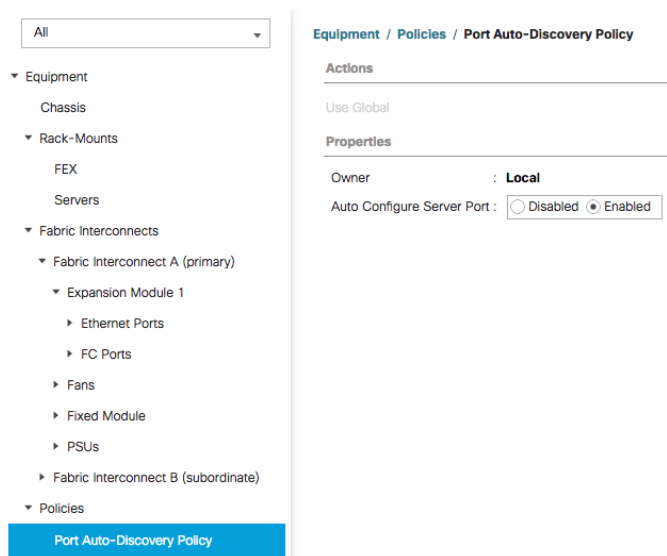 All
Equipment
Chassis
Rack-Mounts
FEX
Servers
Fabric Interconnects
Fabric Interconnect A (primary)
Expansion Module 1
Ethernet Ports
FC Ports
Fans
Fixed Module
PSUs
Fabric Interconnect B (subordinate)
Policies
Port Auto-Discovery Policy
Equipment / Policies / Port Auto-Discovery Policy
Actions
Use Global
Properties
Owner : Local
Auto Configure Server Port : Disabled Enabled